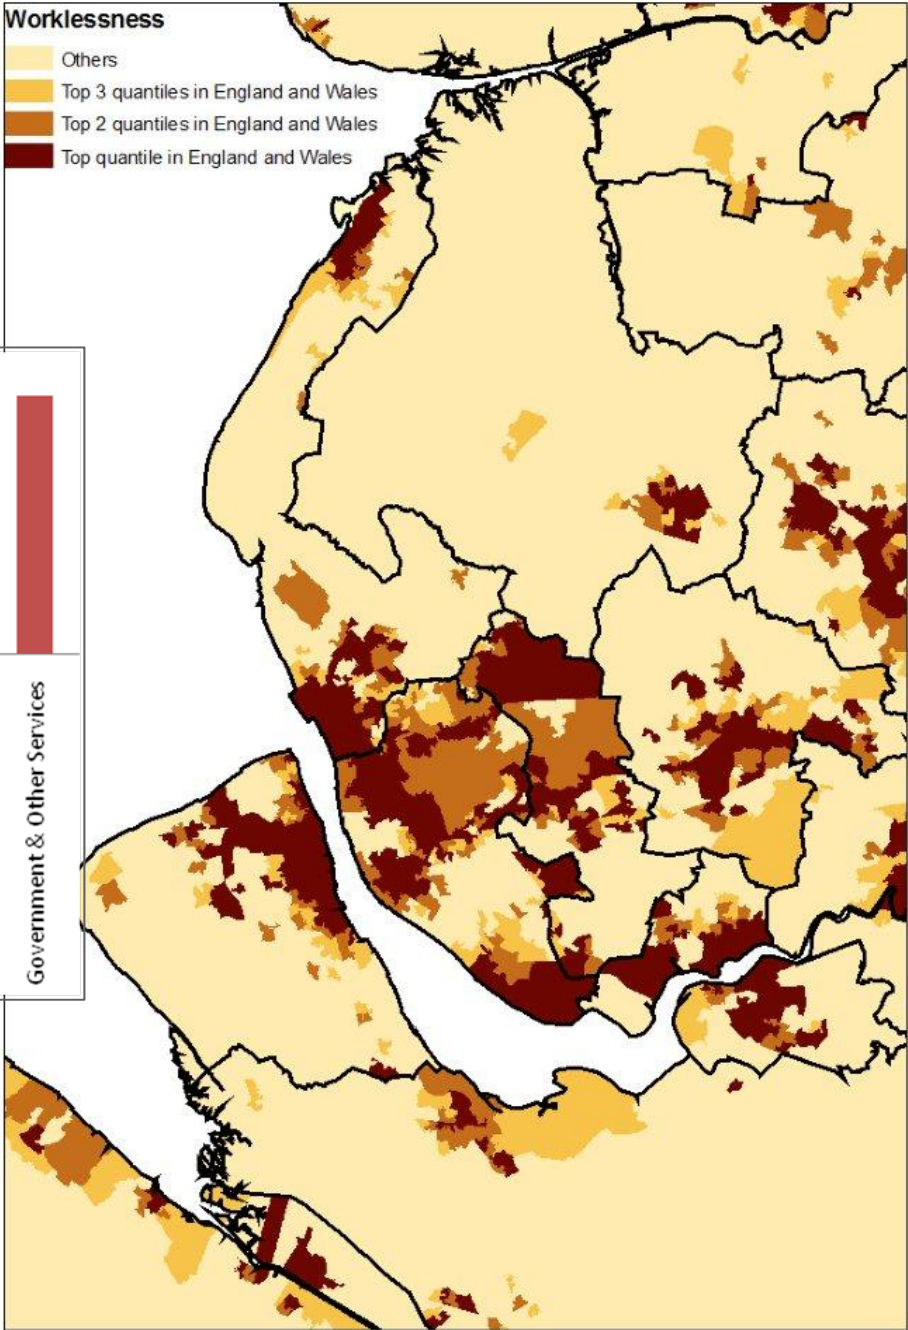 Worklessness
Others
Top 3 quantiles in England and Wales
Top 2 quantiles in England and Wales
Top quantile in England and Wales
Government & Other Services